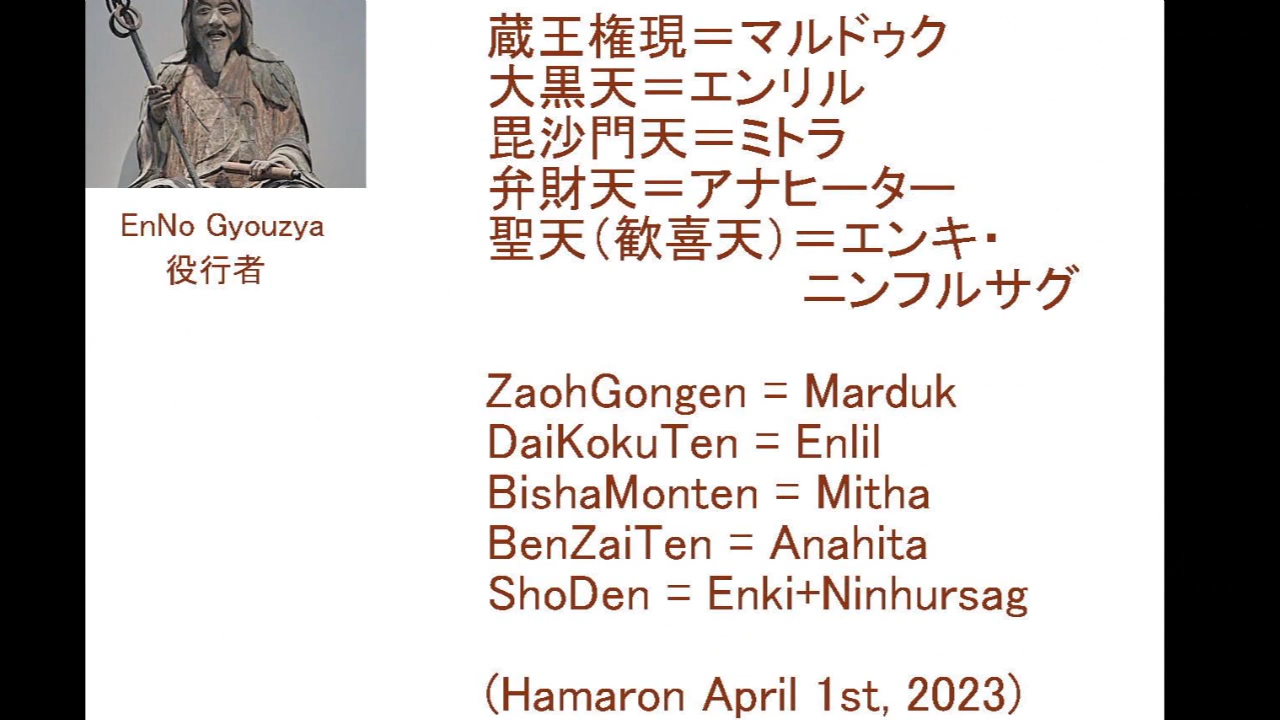 蔵王権現＝マルドゥク
大黒天＝エンリル
毘沙門天＝ミトラ
弁財天＝アナヒーター
聖天（歓喜天）＝エンキ・
ニンフルサグ
EnNo Gyouzya
役行者
ZaohGongen = Marduk
DaiKokuTen = Enlil
BishaMonten = Mitha
BenZaiTen = Anahita
ShoDen = Enki+Ninhursag
(Hamaron April 1st, 2023)